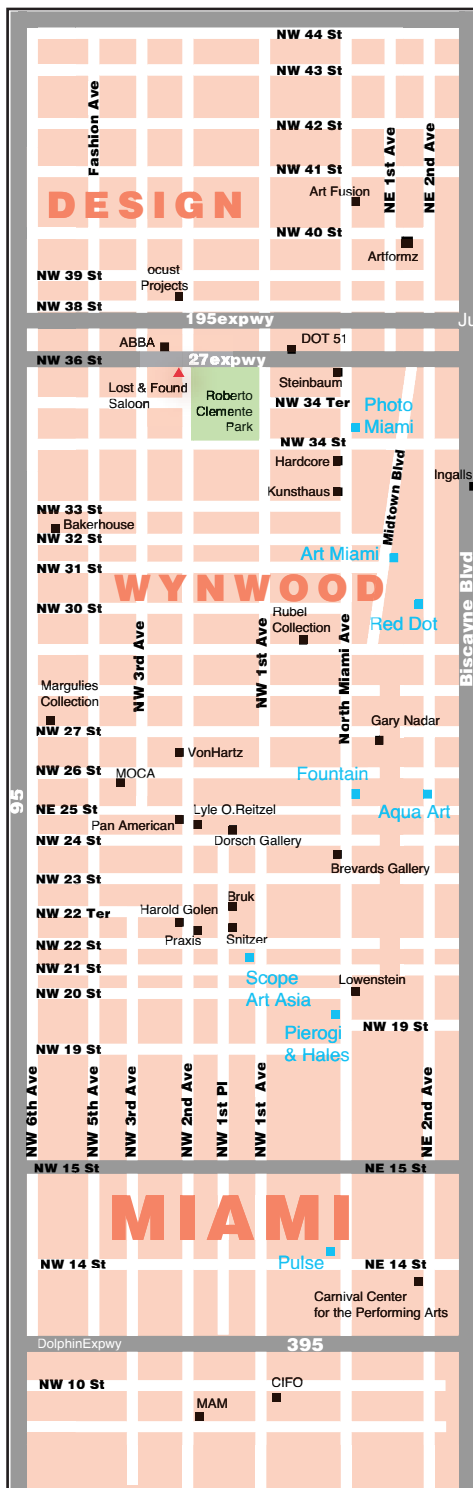 NW 44 St
NW 43 St
Fashion Ave
NW 42 St
NE 1st Ave
NE 2nd Ave
NW 41 St
Art Fusion
DESIGN
NW 40 St
Artformz
NW 39 St
ocust
Projects
NW 38 St
195expwy
Ju
ABBA
DOT 51
NW 36 St
27expwy
Lost & Found
Saloon
Roberto
Clemente
Park
Steinbaum
NW 34 Ter
Photo
Miami
NW 34 St
Hardcore
Ingalls
Kunsthaus
Midtown Blvd
NW 33 St
Bakerhouse
NW 32 St
Art Miami
NW 31 St
WYNWOOD
Biscayne Blvd
NW 30 St
Rubel
Collection
Red Dot
NW 3rd Ave
NW 1st Ave
North Miami Ave
Margulies
Collection
Gary Nadar
NW 27 St
VonHartz
NW 26 St
MOCA
Fountain
95
NE 25 St
Lyle O.Reitzel
Aqua Art
Pan American
NW 24 St
Dorsch Gallery
Brevards Gallery
NW 23 St
Bruk
NW 22 Ter
Harold Golen
Praxis
Snitzer
NW 22 St
NW 21 St
Scope
Art Asia
Lowenstein
NW 20 St
Pierogi
& Hales
NW 19 St
NW 19 St
NW 6th Ave
NW 5th Ave
NW 3rd Ave
NW 2nd Ave
NW 1st Pl
NW 1st Ave
NE 2nd Ave
NW 15 St
NE 15 St
MIAMI
Pulse
NW 14 St
NE 14 St
Carnival Center
for the Performing Arts
DolphinExpwy
395
NW 10 St
CIFO
MAM